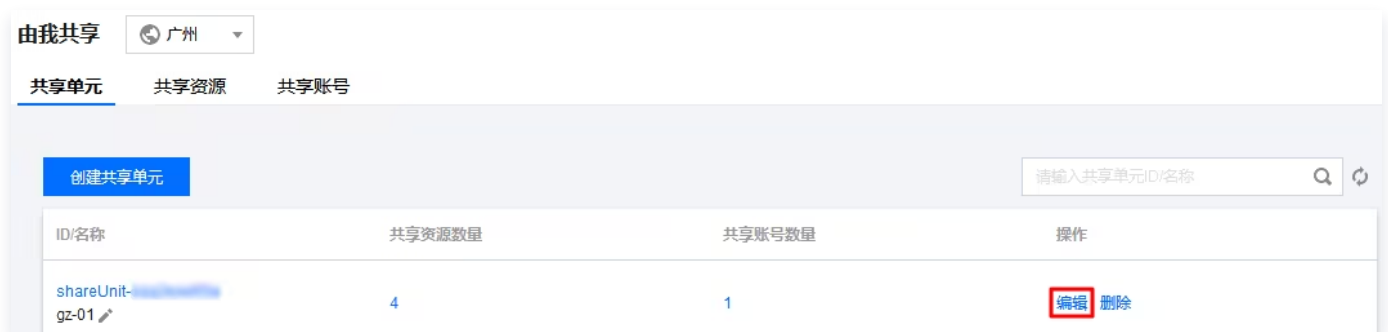 由我共享 广州
共享单元 共享资源 共享账号
创建共享单元 请输入共享单元ID/名称
ID/名称 共享资源数量 共享账号数量 操作
shareUnit-
gz-01 4 1 编辑 删除